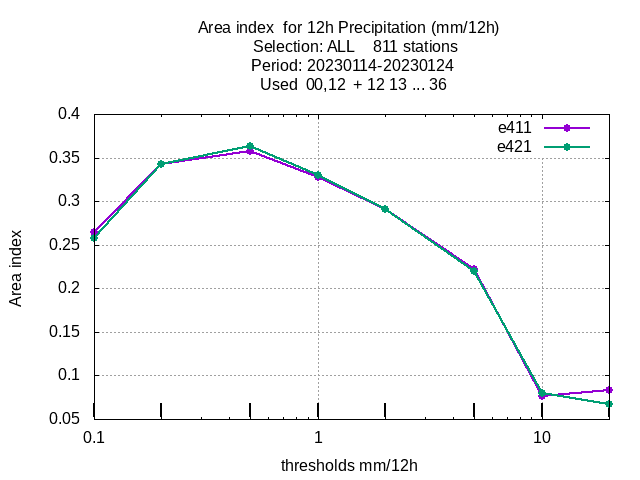 Area index  for 12h Precipitation (mm/12h)
Selection: ALL    811 stations
Period: 20230114-20230124
Used  00,12  + 12 13 ... 36
e411
e421
0.4
0.35
0.3
0.25
0.2
0.15
0.1
0.05
Area index
0.1
1
10
thresholds mm/12h